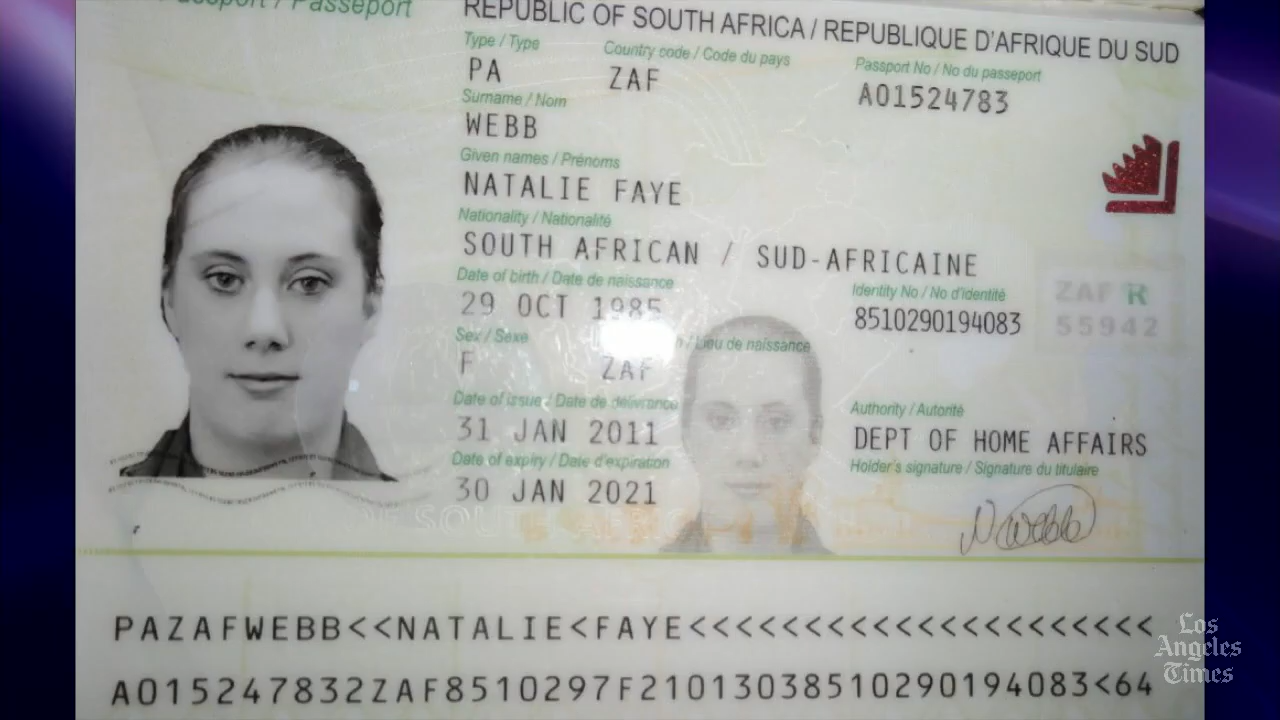 Passport / Passeport
REPUBLIC OF SOUTH AFRICA / REPUBLIQUE D'AFRIQUE DU SUD
Type / Type
Country code / Code du pays
Passport No / No du passeport
PA
ZAF
A01524783
Surname / Nom
WEBB
Given names / Prénoms
NATALIE FAYE
Nationality / Nationalité
SOUTH AFRICAN / SUD-AFRICAINE
Date of birth / Date de naissance
Identity No / No d'identité
29 OCT 1985
8510290194083
ZAF R
55942
Sex / Sexe
/ Lieu de naissance
F
ZAF
Date of issue / Date de délivrance
Authority / Autorité
31 JAN 2011
DEPT OF HOME AFFAIRS
Date of expiry / Date d'expiration
Holder's signature / Signature du titulaire
30 JAN 2021
N Webb
PAZAFWEBB<<NATALIE<FAYE<<<<<<<<<<<<<<<<<<<<<
A015247832ZAF8510297F21013038510290194083<64
Los
Angeles
Times